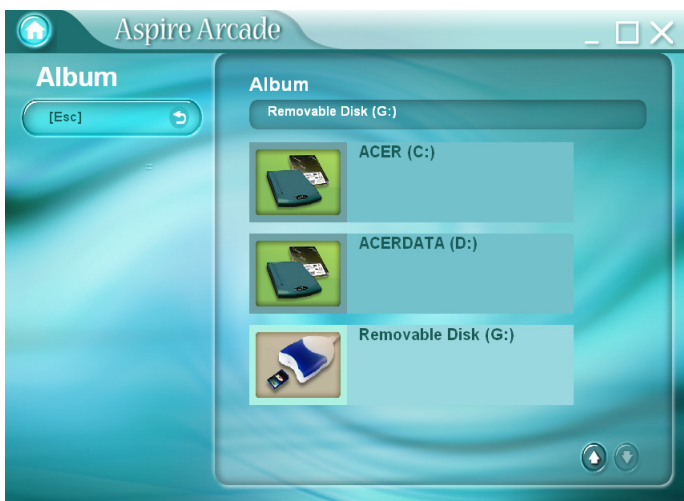 Aspire Arcade
Album
[Esc]
Album
Removable Disk (G:)
ACER (C:)
ACERDATA (D:)
Removable Disk (G:)